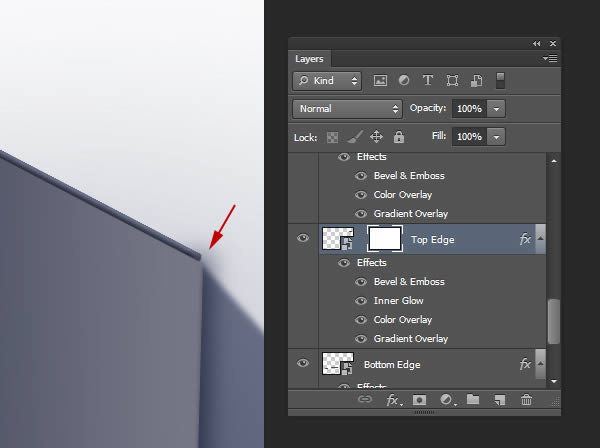 Layers
Kind
Normal Opacity: 100%
Lock: Fill: 100%
Effects
Bevel & Emboss
Color Overlay
Gradient Overlay
Top Edge fx
Effects
Bevel & Emboss
Inner Glow
Color Overlay
Gradient Overlay
Bottom Edge fx
Effects
fx